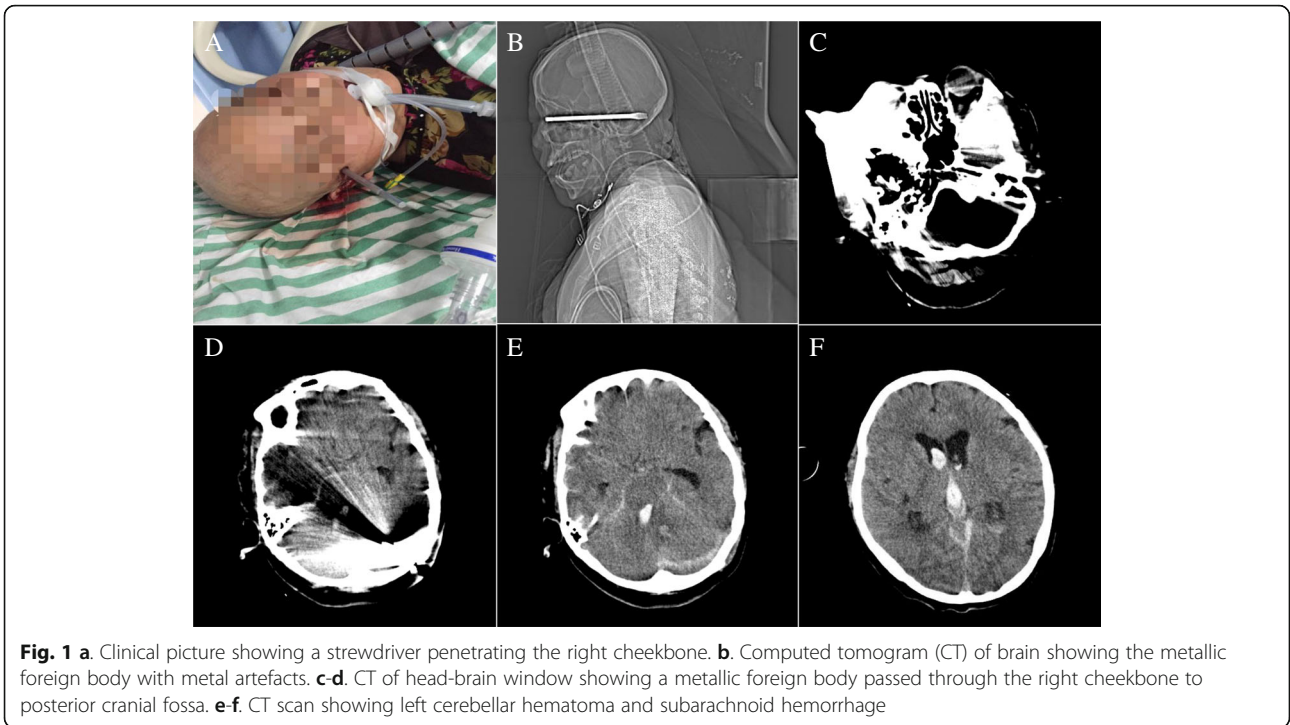 A
B
C
D
E
F
Fig. 1 a. Clinical picture showing a strewdriver penetrating the right cheekbone. b. Computed tomogram (CT) of brain showing the metallic
foreign body with metal artefacts. c-d. CT of head-brain window showing a metallic foreign body passed through the right cheekbone to
posterior cranial fossa. e-f. CT scan showing left cerebellar hematoma and subarachnoid hemorrhage